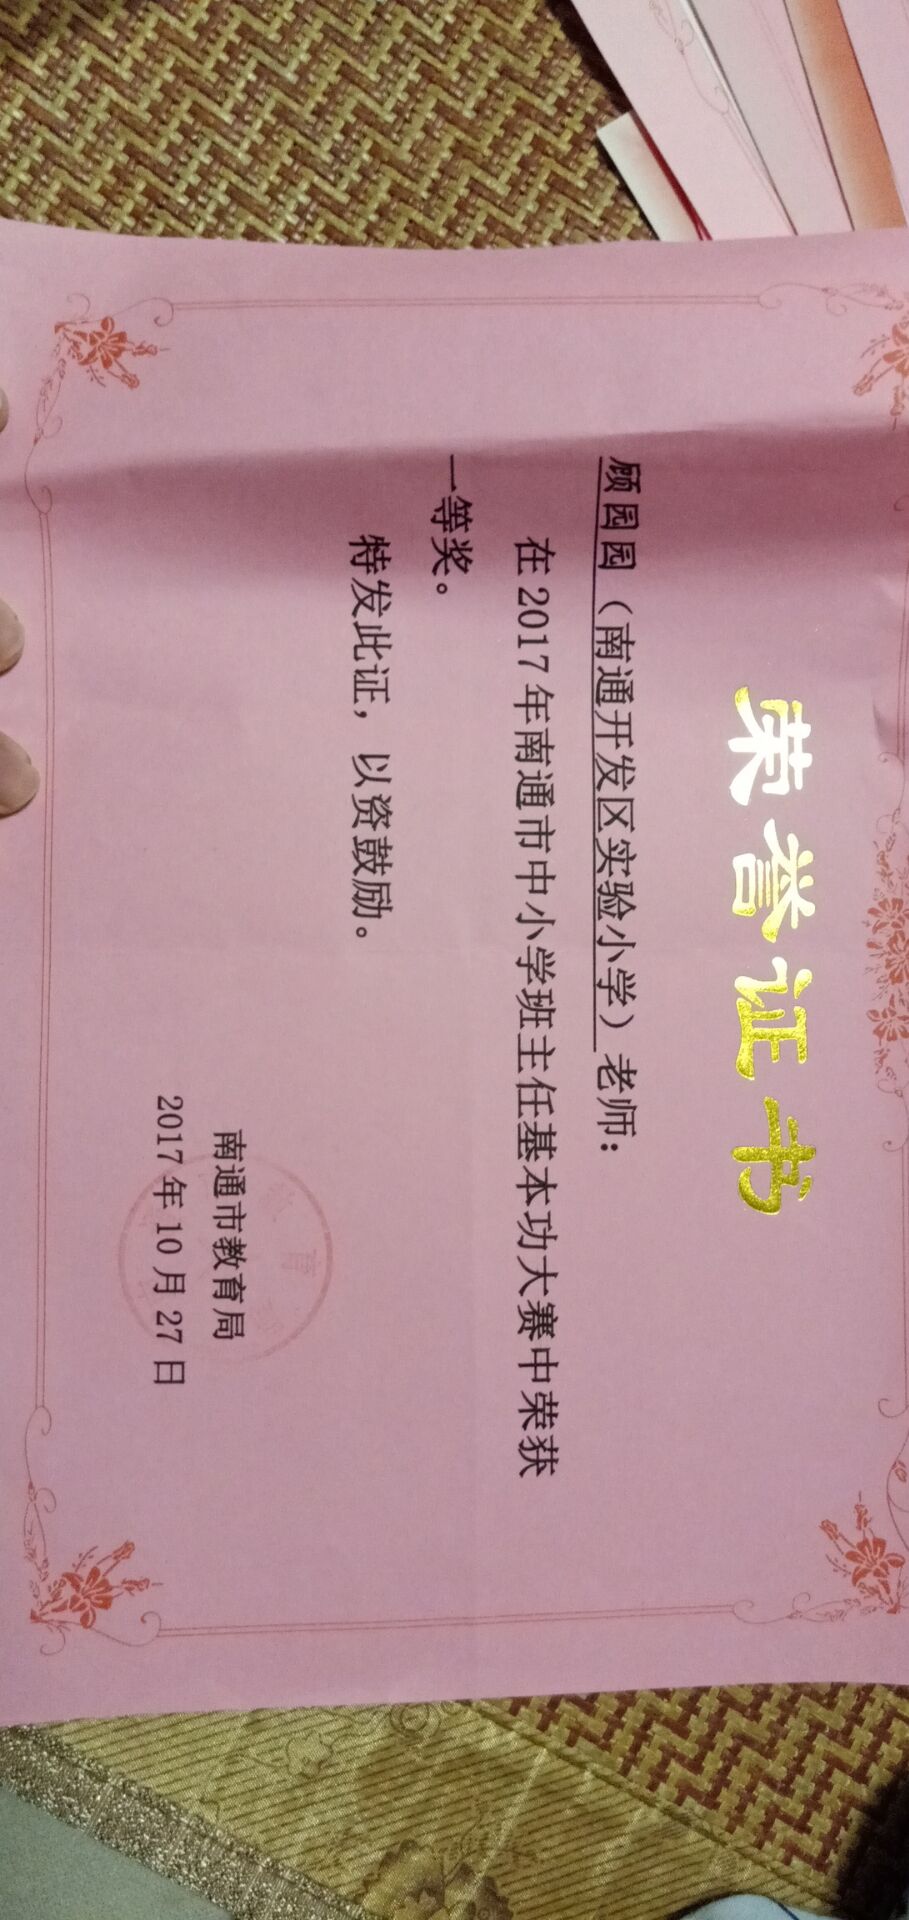 荣誉证书
顾园园（南通开发区实验小学）老师：
在2017年南通市中小学班主任基本功大赛中荣获
一等奖。
特发此证，以资鼓励。
南通市教育局
2017年10月27日